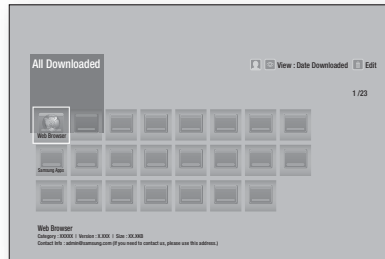 All Downloaded
View : Date Downloaded Edit
1 /23
Web Browser
Samsung Apps
Web Browser
Category : XXXXX I Version : X.XXX I Size : XX.XKB
Contact Info : admin@samsung.com (If you need to contact us, please use this address.)